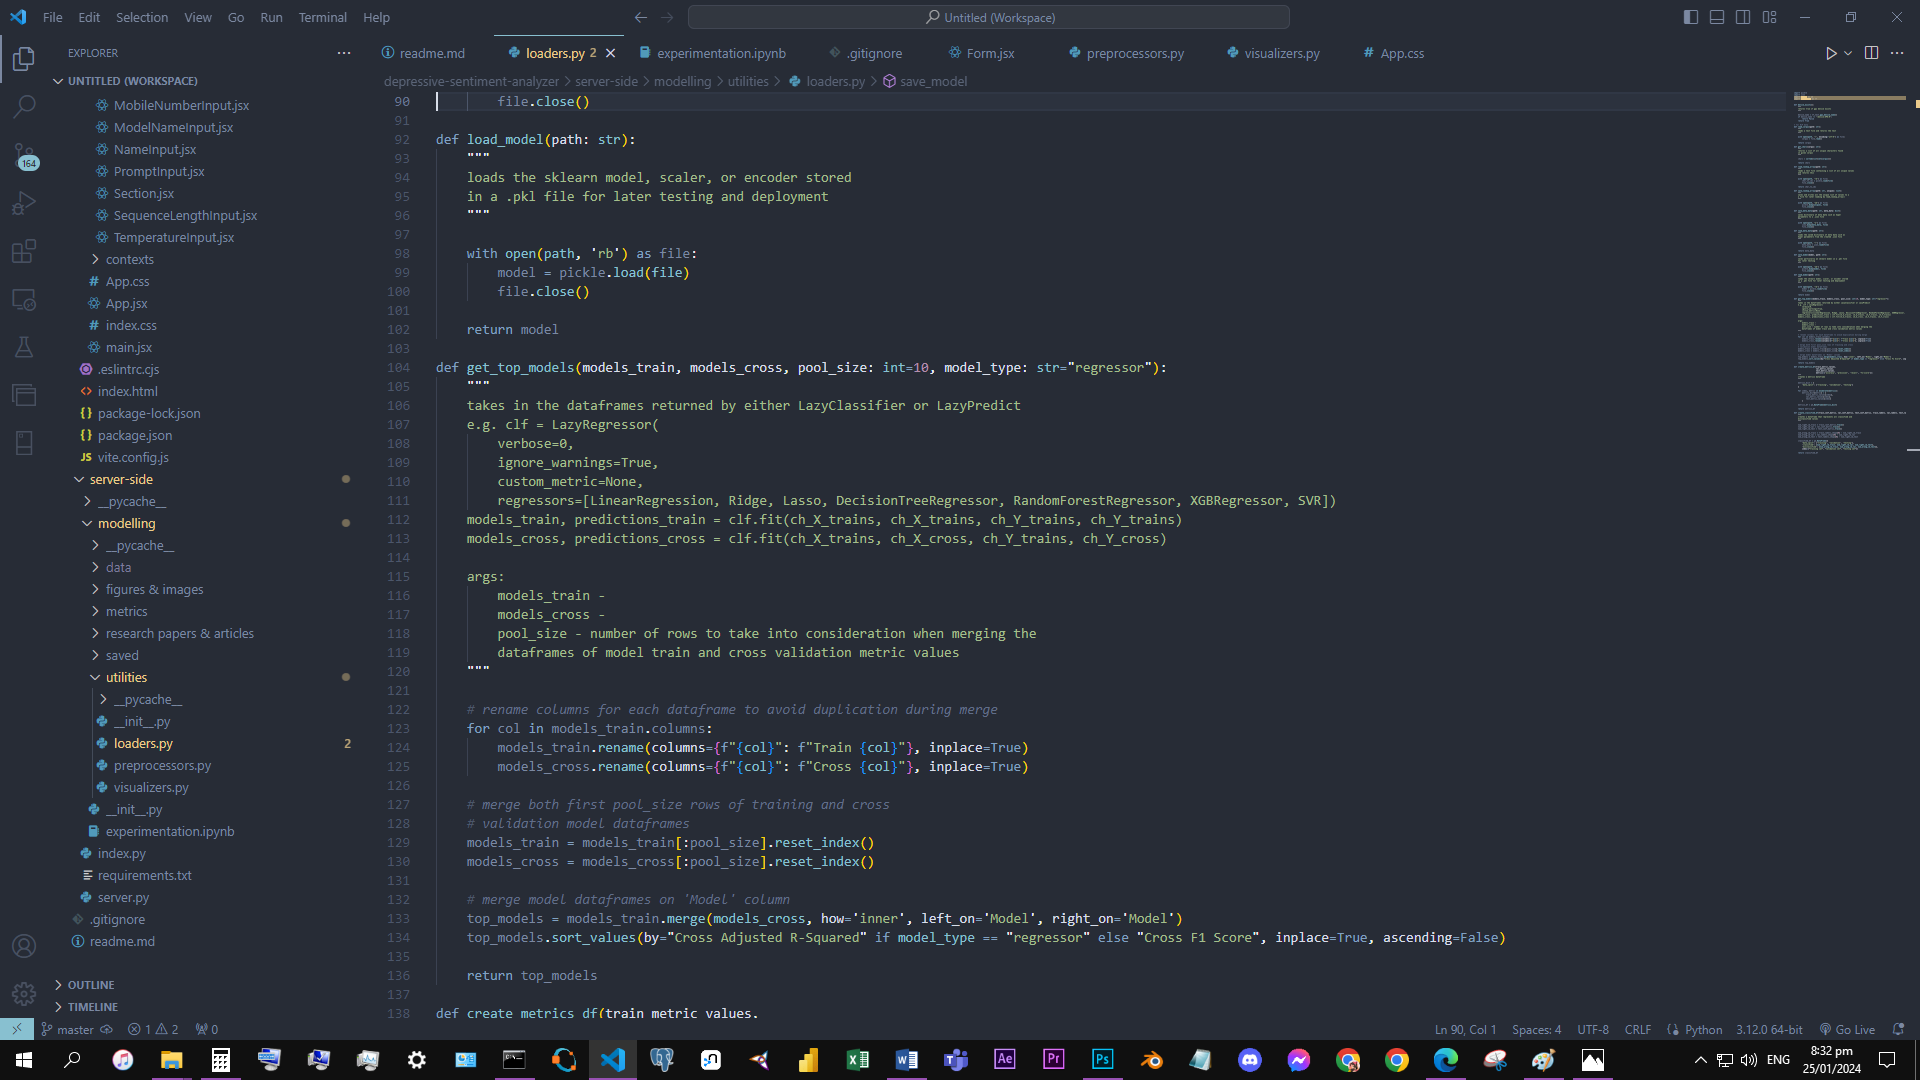 File Edit Selection View Go Run Terminal Help
Untitled (Workspace)
EXPLORER
readme.md
loaders.py 2
experimentation.ipynb
.gitignore
Form.jsx
preprocessors.py
visualizers.py
# App.css
UNTITLED (WORKSPACE)
MobileNumberInput.jsx
ModelNameInput.jsx
NameInput.jsx
PromptInput.jsx
Section.jsx
SequenceLengthInput.jsx
TemperatureInput.jsx
contexts
# App.css
App.jsx
# index.css
main.jsx
.eslintrc.cjs
<> index.html
{} package-lock.json
{} package.json
JS vite.config.js
server-side
__pycache__
modelling
__pycache__
data
figures & images
metrics
research papers & articles
saved
utilities
__pycache__
__init__.py
loaders.py 2
preprocessors.py
visualizers.py
__init__.py
experimentation.ipynb
index.py
requirements.txt
server.py
.gitignore
readme.md
OUTLINE
TIMELINE
164
depressive-sentiment-analyzer > server-side > modelling > utilities > loaders.py > save_model
90 file.close()
91
92 def load_model(path: str):
93 """
94 loads the sklearn model, scaler, or encoder stored
95 in a .pkl file for later testing and deployment
96 """
97
98 with open(path, 'rb') as file:
99 model = pickle.load(file)
100 file.close()
101
102 return model
103
104 def get_top_models(models_train, models_cross, pool_size: int=10, model_type: str="regressor"):
105 """
106 takes in the dataframes returned by either LazyClassifier or LazyPredict
107 e.g. clf = LazyRegressor(
108 verbose=0,
109 ignore_warnings=True,
110 custom_metric=None,
111 regressors=[LinearRegression, Ridge, Lasso, DecisionTreeRegressor, RandomForestRegressor, XGBRegressor, SVR])
112 models_train, predictions_train = clf.fit(ch_X_trains, ch_X_trains, ch_Y_trains, ch_Y_trains)
113 models_cross, predictions_cross = clf.fit(ch_X_trains, ch_X_cross, ch_Y_trains, ch_Y_cross)
114
115 args:
116 models_train -
117 models_cross -
118 pool_size - number of rows to take into consideration when merging the
119 dataframes of model train and cross validation metric values
120 """
121
122 # rename columns for each dataframe to avoid duplication during merge
123 for col in models_train.columns:
124 models_train.rename(columns={f"{col}": f"Train {col}"}, inplace=True)
125 models_cross.rename(columns={f"{col}": f"Cross {col}"}, inplace=True)
126
127 # merge both first pool_size rows of training and cross
128 # validation model dataframes
129 models_train = models_train[:pool_size].reset_index()
130 models_cross = models_cross[:pool_size].reset_index()
131
132 # merge model dataframes on 'Model' column
133 top_models = models_train.merge(models_cross, how='inner', left_on='Model', right_on='Model')
134 top_models.sort_values(by="Cross Adjusted R-Squared" if model_type == "regressor" else "Cross F1 Score", inplace=True, ascending=False)
135
136 return top_models
137
138 def create_metrics_df(train_metric_values,
master 1 2 0
Ln 90, Col 1 Spaces: 4 UTF-8 CRLF Python 3.12.0 64-bit Go Live
Ae Pr Ps
ENG
8:32 pm
25/01/2024